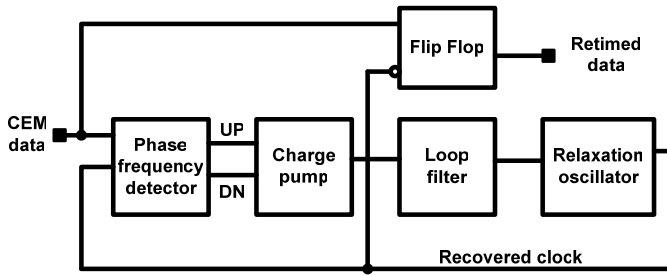 Flip Flop
Retimed
data
CEM
data
Phase
frequency
detector
UP
DN
Charge
pump
Loop
filter
Relaxation
oscillator
Recovered clock